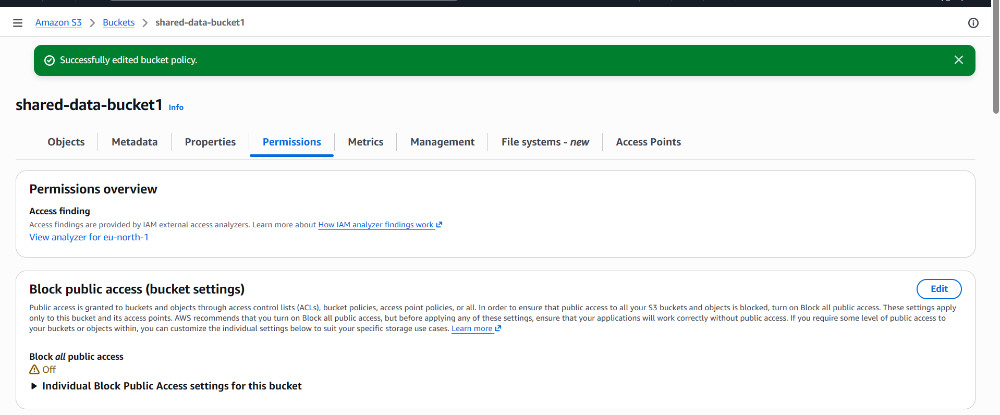 Amazon S3 > Buckets > shared-data-bucket1
Successfully edited bucket policy.
shared-data-bucket1 Info
Objects Metadata Properties Permissions Metrics Management File systems - new Access Points
Permissions overview
Access finding
Access findings are provided by IAM external access analyzers. Learn more about How IAM analyzer findings work
View analyzer for eu-north-1
Block public access (bucket settings) Edit
Public access is granted to buckets and objects through access control lists (ACLs), bucket policies, access point policies, or all. In order to ensure that public access to all your S3 buckets and objects is blocked, turn on Block all public access. These settings apply
only to this bucket and its access points. AWS recommends that you turn on Block all public access, but before applying any of these settings, ensure that your applications will work correctly without public access. If you require some level of public access to
your buckets or objects within, you can customize the individual settings below to suit your specific storage use cases. Learn more
Block all public access
Off
Individual Block Public Access settings for this bucket